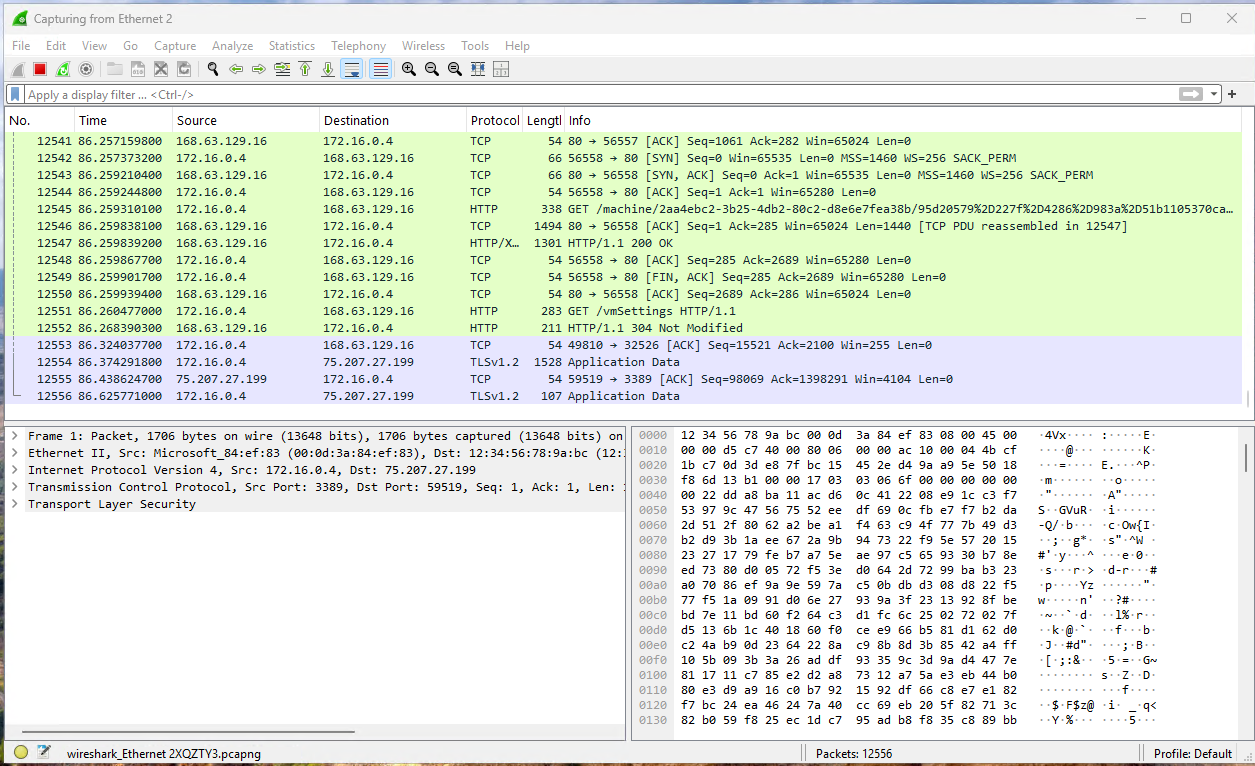 Capturing from Ethernet 2
File Edit View Go Capture Analyze Statistics Telephony Wireless Tools Help
Apply a display filter ... <Ctrl-/>
No. Time Source Destination Protocol Lengtl Info
12541 86.257159800 168.63.129.16 172.16.0.4 TCP 54 80 → 56557 [ACK] Seq=1061 Ack=282 Win=65024 Len=0
12542 86.257373200 172.16.0.4 168.63.129.16 TCP 66 56558 → 80 [SYN] Seq=0 Win=65535 Len=0 MSS=1460 WS=256 SACK_PERM
12543 86.259210400 168.63.129.16 172.16.0.4 TCP 66 80 → 56558 [SYN, ACK] Seq=0 Ack=1 Win=65535 Len=0 MSS=1460 WS=256 SACK_PERM
12544 86.259244800 172.16.0.4 168.63.129.16 TCP 54 56558 → 80 [ACK] Seq=1 Ack=1 Win=65280 Len=0
12545 86.259310100 172.16.0.4 168.63.129.16 HTTP 338 GET /machine/2aa4ebc2-3b25-4db2-80c2-d8e6e7fea38b/95d20579%2D227f%2D4286%2D983a%2D51b1105370ca…
12546 86.259838100 168.63.129.16 172.16.0.4 TCP 1494 80 → 56558 [ACK] Seq=1 Ack=285 Win=65024 Len=1440 [TCP PDU reassembled in 12547]
12547 86.259839200 168.63.129.16 172.16.0.4 HTTP/X… 1301 HTTP/1.1 200 OK
12548 86.259867700 172.16.0.4 168.63.129.16 TCP 54 56558 → 80 [ACK] Seq=285 Ack=2689 Win=65280 Len=0
12549 86.259901700 172.16.0.4 168.63.129.16 TCP 54 56558 → 80 [FIN, ACK] Seq=285 Ack=2689 Win=65280 Len=0
12550 86.259939400 168.63.129.16 172.16.0.4 TCP 54 80 → 56558 [ACK] Seq=2689 Ack=286 Win=65024 Len=0
12551 86.260477000 172.16.0.4 168.63.129.16 HTTP 283 GET /vmSettings HTTP/1.1
12552 86.268390300 168.63.129.16 172.16.0.4 HTTP 211 HTTP/1.1 304 Not Modified
12553 86.324037700 172.16.0.4 168.63.129.16 TCP 54 49810 → 32526 [ACK] Seq=15521 Ack=2100 Win=255 Len=0
12554 86.374291800 172.16.0.4 75.207.27.199 TLSv1.2 1528 Application Data
12555 86.438624700 75.207.27.199 172.16.0.4 TCP 54 59519 → 3389 [ACK] Seq=98069 Ack=1398291 Win=4104 Len=0
12556 86.625771000 172.16.0.4 75.207.27.199 TLSv1.2 107 Application Data
Frame 1: Packet, 1706 bytes on wire (13648 bits), 1706 bytes captured (13648 bits) on
Ethernet II, Src: Microsoft_84:ef:83 (00:0d:3a:84:ef:83), Dst: 12:34:56:78:9a:bc (12:
Internet Protocol Version 4, Src: 172.16.0.4, Dst: 75.207.27.199
Transmission Control Protocol, Src Port: 3389, Dst Port: 59519, Seq: 1, Ack: 1, Len:
Transport Layer Security
0000 12 34 56 78 9a bc 00 0d 3a 84 ef 83 08 00 45 00 ·4Vx···· :·····E·
0010 00 00 d5 c7 40 00 80 06 00 00 ac 10 00 04 4b cf ····@··· ······K·
0020 1b c7 0d 3d e8 7f bc 15 45 2e d4 9a a9 5e 50 18 ···=···· E.···^P·
0030 f8 6d 13 b1 00 00 17 03 03 06 6f 00 00 00 00 00 ·m······ ··o·····
0040 00 22 dd a8 ba 11 ac d6 0c 41 22 08 e9 1c c3 f7 ·"······ ·A"·····
0050 53 97 9c 47 56 75 52 ee df 69 0c fb e7 f7 b2 da S··GVuR· ·i······
0060 2d 51 2f 80 62 a2 be a1 f4 63 c9 4f 77 7b 49 d3 -Q/·b··· ·c·Ow{I·
0070 b2 d9 3b 1a ee 67 2a 9b 94 73 22 f9 5e 57 20 15 ··;··g*· ·s"·^W ·
0080 23 27 17 79 fe b7 a7 5e ae 97 c5 65 93 30 b7 8e #'·y···^ ···e·0··
0090 ed 73 80 d0 05 72 f5 3e d0 64 2d 72 99 ba b3 23 ·s···r·> ·d-r···#
00a0 a0 70 86 ef 9a 9e 59 7a c5 0b db d3 08 d8 22 f5 ·p····Yz ······"·
00b0 77 f5 1a 09 91 d0 6e 27 93 9a 3f 23 13 92 8f be w·····n' ··?#····
00c0 bd 7e 11 bd 60 f2 64 c3 d1 fc 6c 25 02 72 02 7f ·~··`·d· ··l%·r··
00d0 d5 13 6b 1c 40 18 60 f0 ce e9 66 b5 81 d1 62 d0 ··k·@·`· ··f···b·
00e0 c2 4a b9 0d 23 64 22 8a c9 8b 8d 3b 85 42 a4 ff ·J··#d"· ···;·B··
00f0 10 5b 09 3b 3a 26 ad df 93 35 9c 3d 9a d4 47 7e ·[·;:&·· ·5·=··G~
0100 81 17 11 c7 85 e2 d2 a8 73 12 a7 5a e3 eb 44 b0 ········ s··Z··D·
0110 80 e3 d9 a9 16 c0 b7 92 15 92 df 66 c8 e7 e1 82 ········ ···f····
0120 f7 bc 24 ea 46 24 7a 40 cc 69 eb 20 5f 82 71 3c ··$·F$z@ ·i· _·q<
0130 82 b0 59 f8 25 ec 1d c7 95 ad b8 f8 35 c8 89 bb ··Y·%··· ····5···
wireshark_Ethernet 2XQZTY3.pcapng Packets: 12556 Profile: Default